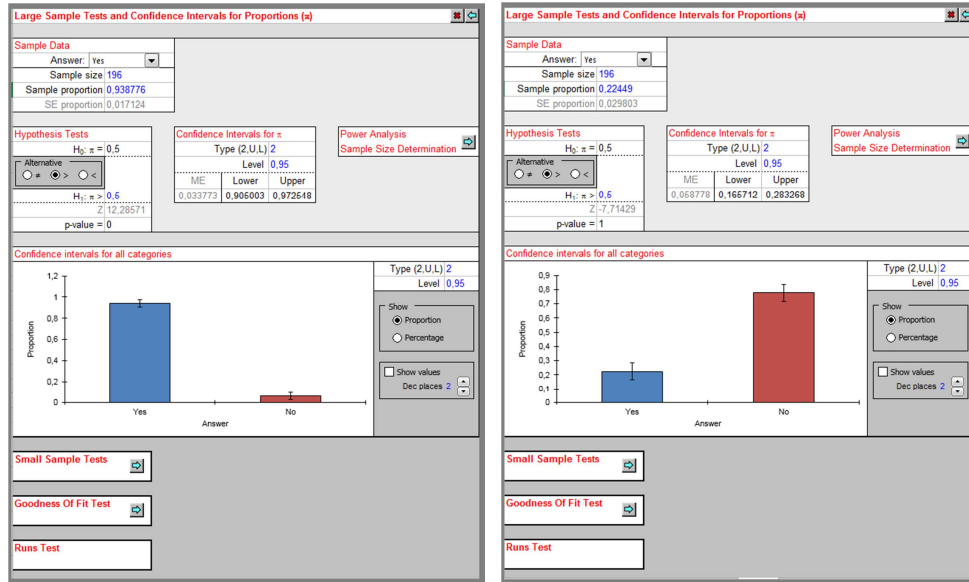 Large Sample Tests and Confidence Intervals for Proportions (π)
Sample Data
Answer: Yes
Sample size 196
Sample proportion 0,938776
SE proportion 0,017124
Hypothesis Tests
H₀: π = 0,5
Alternative
≠ > <
H₁: π > 0,5
Z 12,28571
p-value = 0
Confidence Intervals for π
Type (2,U,L) 2
Level 0,95
ME Lower Upper
0,033773 0,905003 0,972548
Power Analysis
Sample Size Determination
Confidence intervals for all categories
Type (2,U,L) 2
Level 0,95
Proportion
1,2
1
0,8
0,6
0,4
0,2
0
Yes No
Answer
Show
Proportion
Percentage
Show values
Dec places 2
Small Sample Tests
Goodness Of Fit Test
Runs Test
Large Sample Tests and Confidence Intervals for Proportions (π)
Sample Data
Answer: Yes
Sample size 196
Sample proportion 0,22449
SE proportion 0,029803
Hypothesis Tests
H₀: π = 0,5
Alternative
≠ > <
H₁: π > 0,5
Z -7,71429
p-value = 1
Confidence Intervals for π
Type (2,U,L) 2
Level 0,95
ME Lower Upper
0,058778 0,165712 0,283268
Power Analysis
Sample Size Determination
Confidence intervals for all categories
Type (2,U,L) 2
Level 0,95
Proportion
0,9
0,8
0,7
0,6
0,5
0,4
0,3
0,2
0,1
0
Yes No
Answer
Show
Proportion
Percentage
Show values
Dec places 2
Small Sample Tests
Goodness Of Fit Test
Runs Test